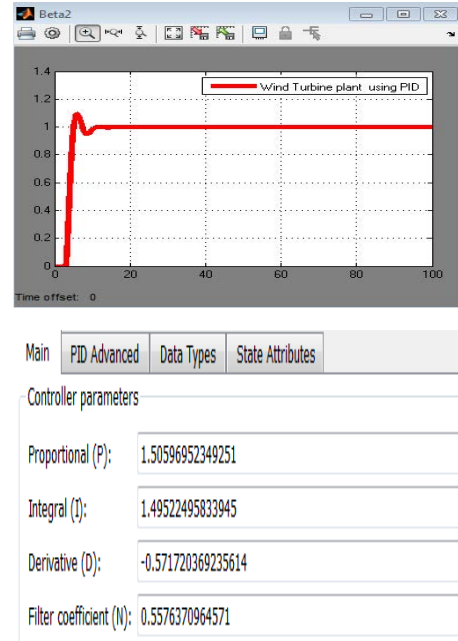 Beta2
1.4
Wind Turbine plant using PID
1.2
1
0.8
0.6
0.4
0.2
0
0 20 40 60 80 100
Time offset: 0
Main PID Advanced Data Types State Attributes
Controller parameters
Proportional (P): 1.50596952349251
Integral (I): 1.49522495833945
Derivative (D): -0.571720369235614
Filter coefficient (N): 0.5576370964571